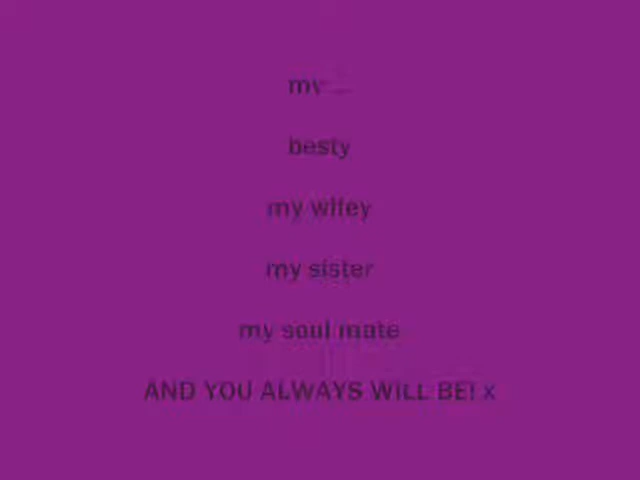 my...
besty
my wifey
my sister
my soul mate
AND YOU ALWAYS WILL BE! x